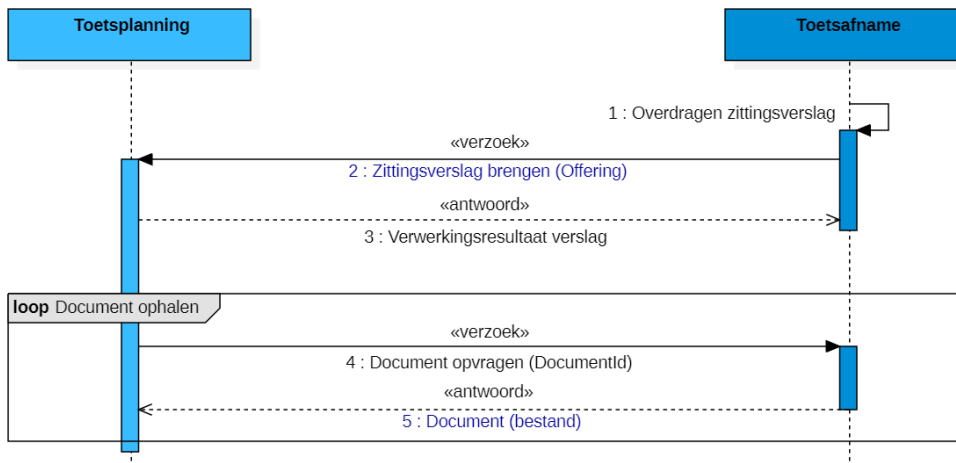 Toetsplanning
Toetsafname
1 : Overdragen zittingsverslag
«verzoek»
2 : Zittingsverslag brengen (Offering)
«antwoord»
3 : Verwerkingsresultaat verslag
loop Document ophalen
«verzoek»
4 : Document opvragen (DocumentId)
«antwoord»
5 : Document (bestand)